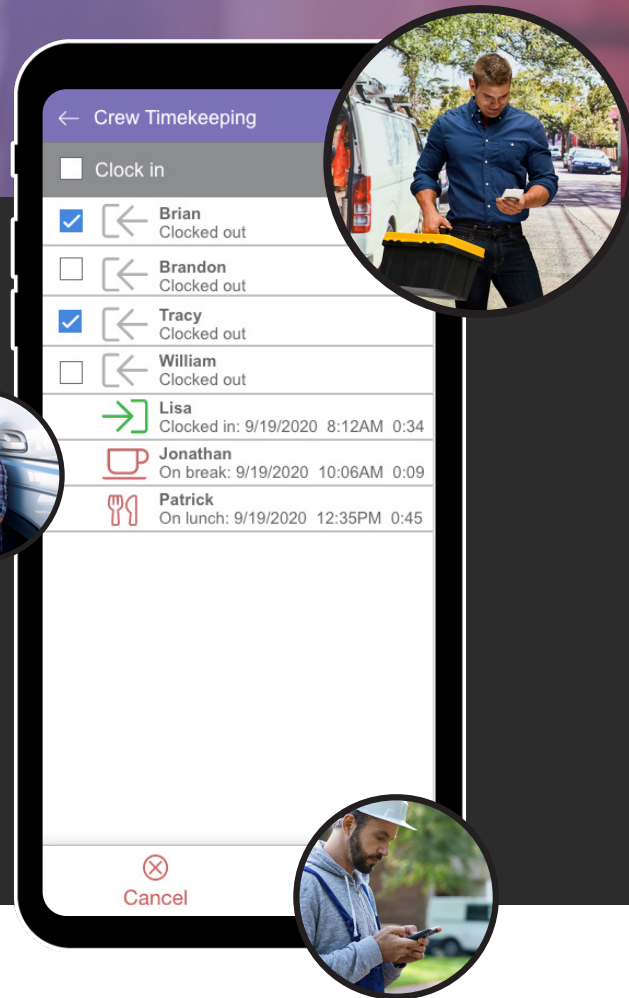 Crew Timekeeping
Clock in
Brian
Clocked out
Brandon
Clocked out
Tracy
Clocked out
William
Clocked out
Lisa
Clocked in: 9/19/2020 8:12AM 0:34
Jonathan
On break: 9/19/2020 10:06AM 0:09
Patrick
On lunch: 9/19/2020 12:35PM 0:45
Cancel